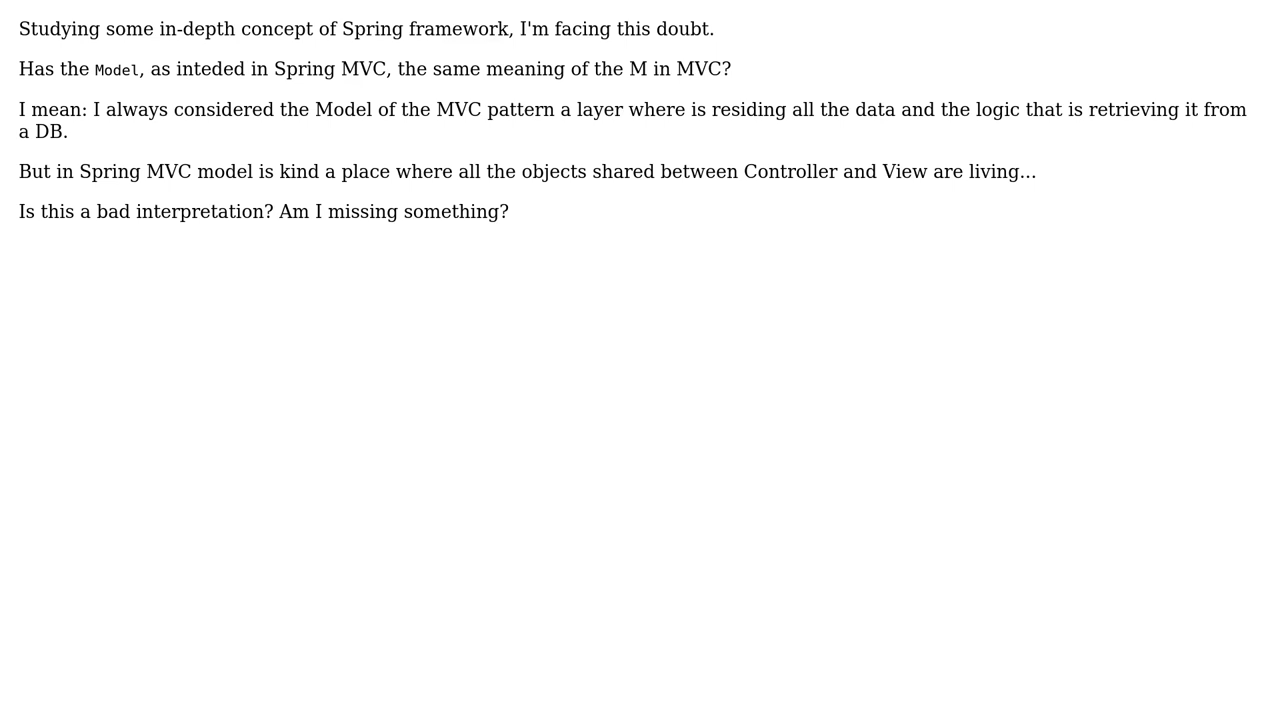 Studying some in-depth concept of Spring framework, I'm facing this doubt.
Has the Model, as inteded in Spring MVC, the same meaning of the M in MVC?
I mean: I always considered the Model of the MVC pattern a layer where is residing all the data and the logic that is retrieving it from
a DB.
But in Spring MVC model is kind a place where all the objects shared between Controller and View are living...
Is this a bad interpretation? Am I missing something?